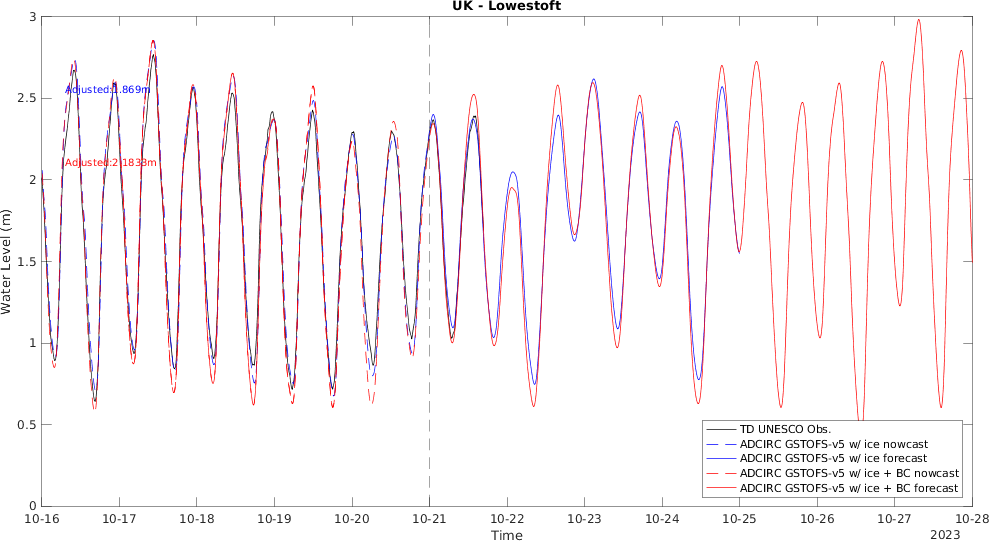 UK - Lowestoft
3
2.5
2
1.5
1
0.5
0
Water Level (m)
Adjusted:1.869m
Adjusted:2.1833m
TD UNESCO Obs.
ADCIRC GSTOFS-v5 w/ ice nowcast
ADCIRC GSTOFS-v5 w/ ice forecast
ADCIRC GSTOFS-v5 w/ ice + BC nowcast
ADCIRC GSTOFS-v5 w/ ice + BC forecast
10-16 10-17 10-18 10-19 10-20 10-21 10-22 10-23 10-24 10-25 10-26 10-27 10-28
Time
2023